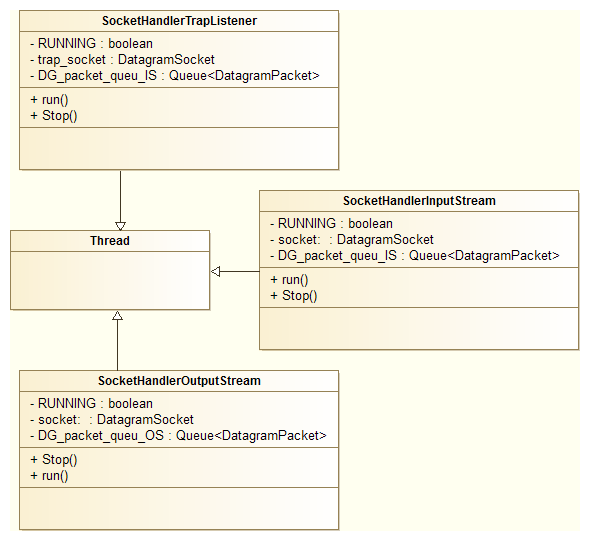 SocketHandlerTrapListener
- RUNNING : boolean
- trap_socket : DatagramSocket
- DG_packet_queu_IS : Queue<DatagramPacket>
+ run()
+ Stop()
SocketHandlerInputStream
- RUNNING : boolean
- socket: : DatagramSocket
- DG_packet_queu_IS : Queue<DatagramPacket>
+ run()
+ Stop()
Thread
SocketHandlerOutputStream
- RUNNING : boolean
- socket: : DatagramSocket
- DG_packet_queu_OS : Queue<DatagramPacket>
+ Stop()
+ run()